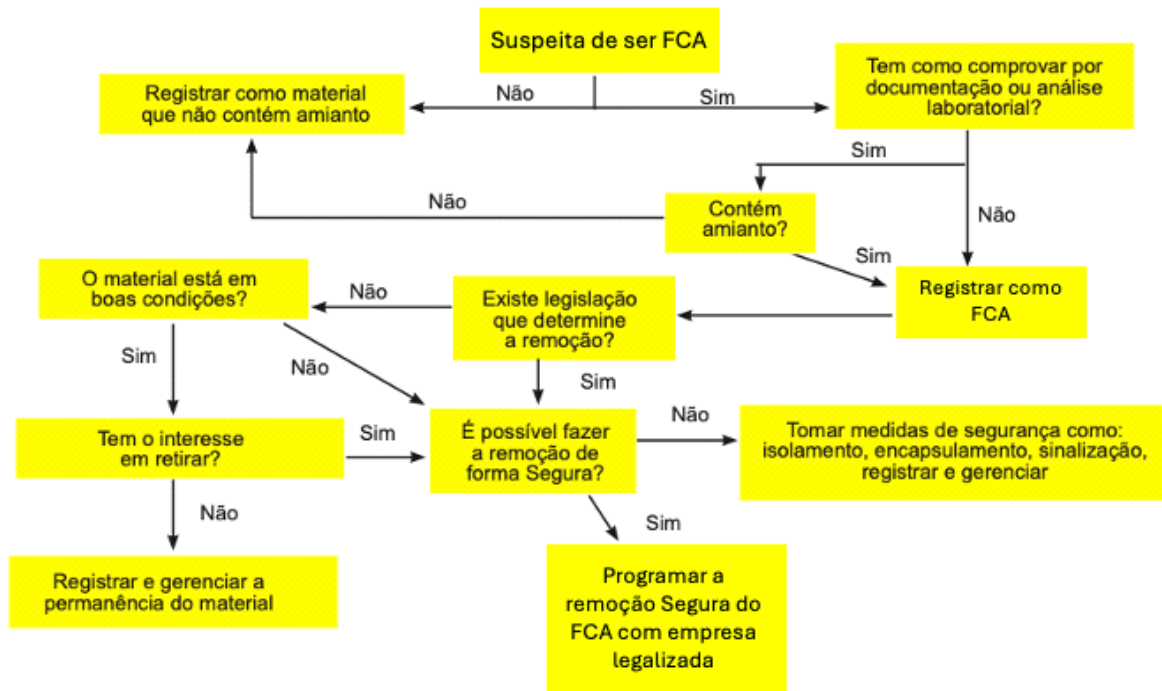 Suspeita de ser FCA
Tem como comprovar por
documentação ou análise
laboratorial?
Registrar como material
que não contém amianto
Não
Sim
Sim
Não
Contém
amianto?
Não
Sim
Registrar como
FCA
O material está em
boas condições?
Não
Existe legislação
que determine
a remoção?
Sim
Não
Sim
Tem o interesse
em retirar?
Sim
É possível fazer
a remoção de
forma Segura?
Não
Tomar medidas de segurança como:
isolamento, encapsulamento, sinalização,
registrar e gerenciar
Não
Sim
Registrar e gerenciar a
permanência do material
Programar a
remoção Segura do
FCA com empresa
legalizada